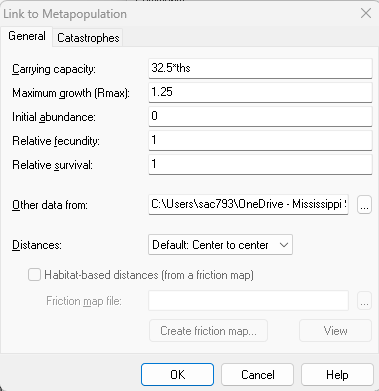 Link to Metapopulation
General Catastrophes
Carrying capacity: 32.5*ths
Maximum growth (Rmax): 1.25
Initial abundance: 0
Relative fecundity: 1
Relative survival: 1
Other data from: C:\Users\sac793\OneDrive - Mississippi ...
Distances: Default: Center to center
Habitat-based distances (from a friction map)
Friction map file: ...
Create friction map... View
OK Cancel Help